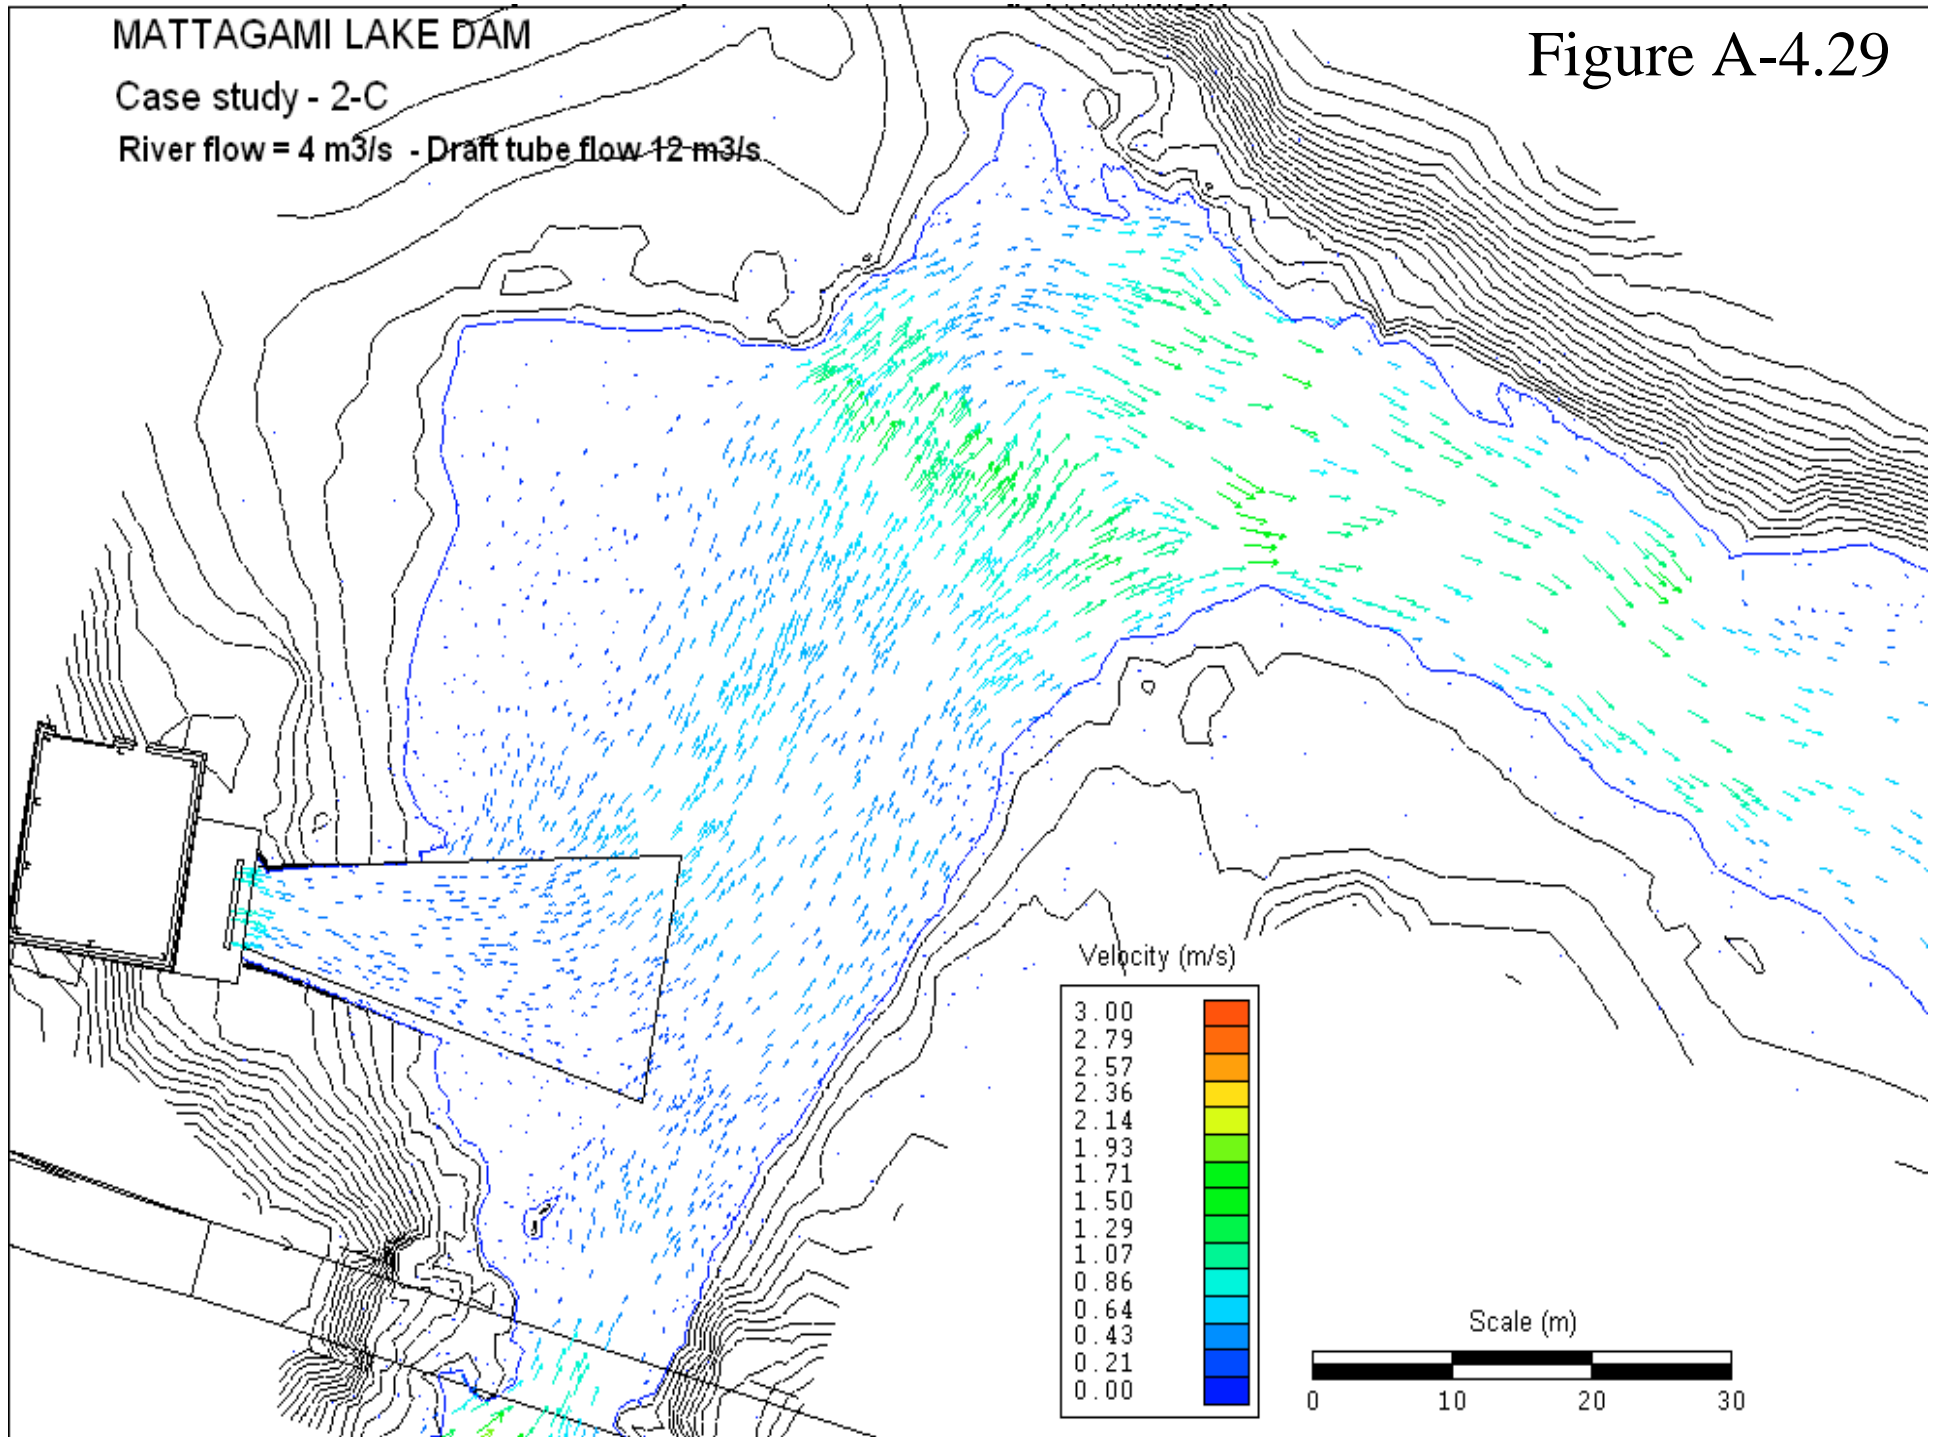 MATTAGAMI LAKE DAM
Figure A-4.29
Case study - 2-C
River flow = 4 m3/s - Draft tube flow 12 m3/s
Velocity (m/s)
3.00
2.79
2.57
2.36
2.14
1.93
1.71
1.50
1.29
1.07
0.86
0.64
0.43
0.21
0.00
Scale (m)
0 10 20 30